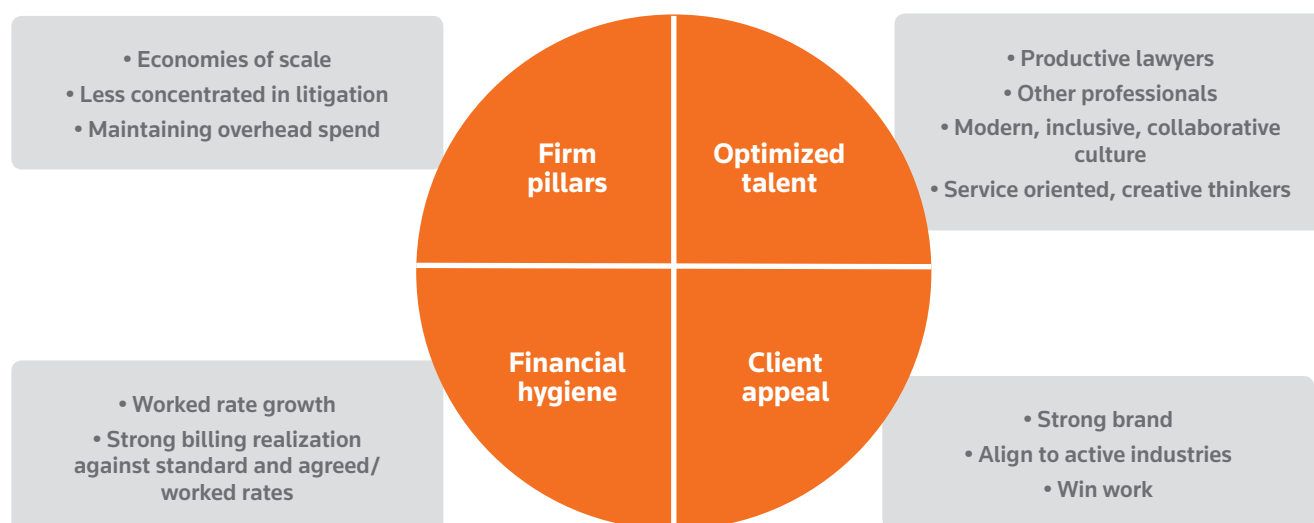 • Economies of scale
• Less concentrated in litigation
• Maintaining overhead spend
Firm
pillars
Optimized
talent
• Productive lawyers
• Other professionals
• Modern, inclusive, collaborative
culture
• Service oriented, creative thinkers
Financial
hygiene
Client
appeal
• Worked rate growth
• Strong billing realization
against standard and agreed/
worked rates
• Strong brand
• Align to active industries
• Win work